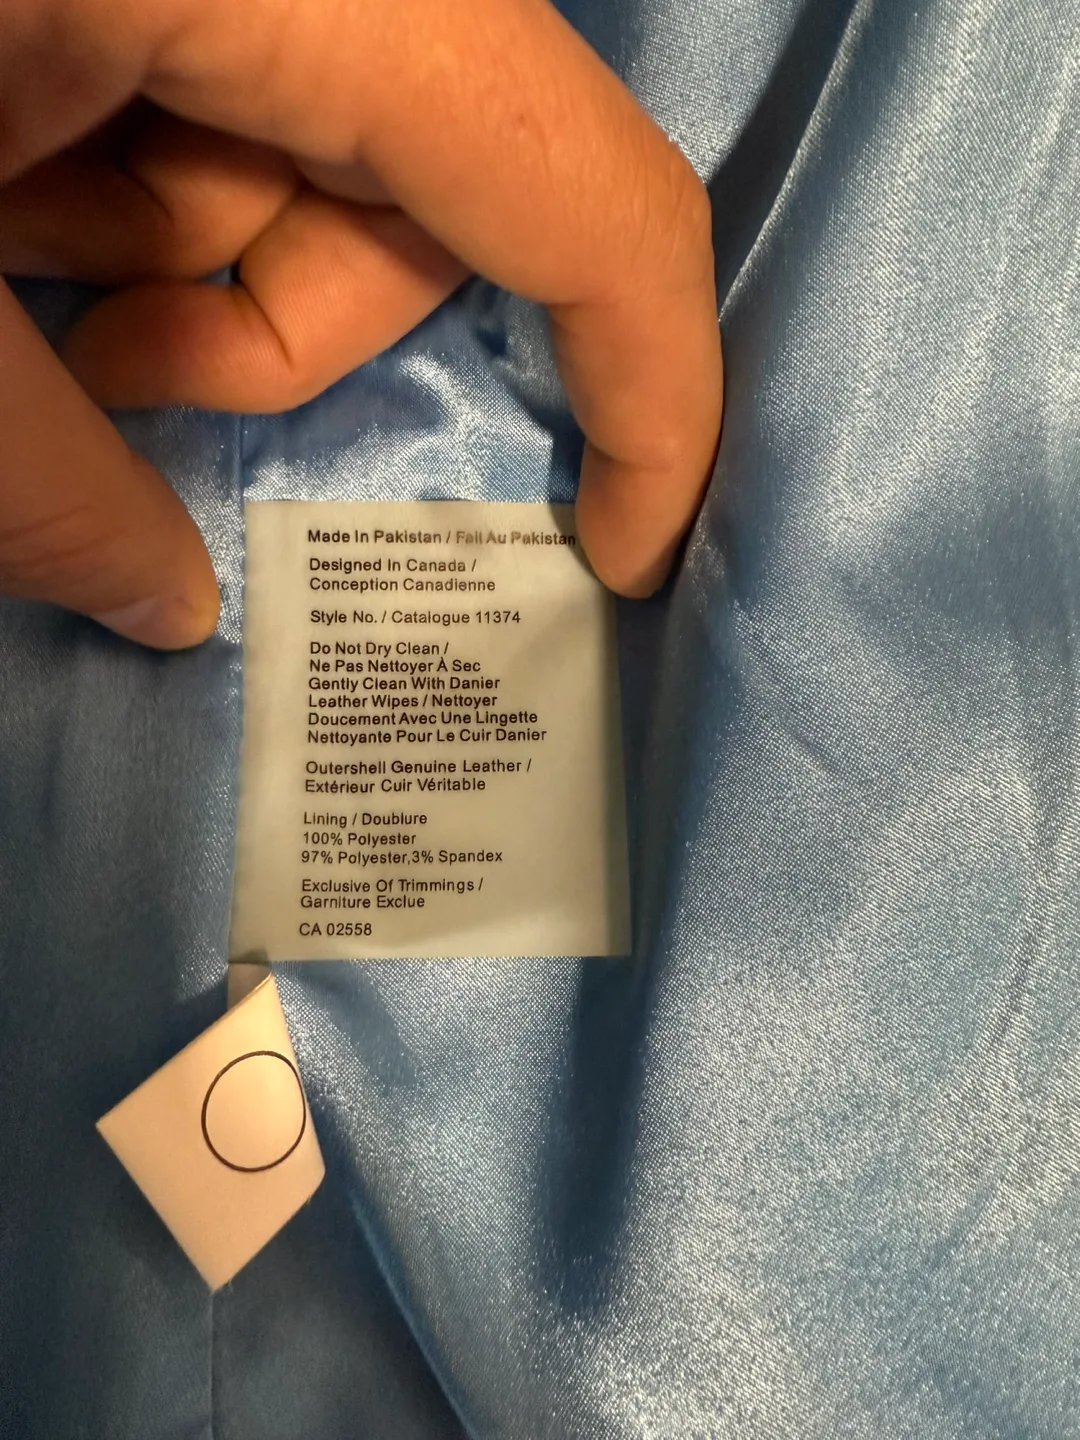 Made In Pakistan / Fait Au Pakistan
Designed In Canada /
Conception Canadienne
Style No. / Catalogue 11374
Do Not Dry Clean /
Ne Pas Nettoyer À Sec
Gently Clean With Danier
Leather Wipes / Nettoyer
Doucement Avec Une Lingette
Nettoyante Pour Le Cuir Danier
Outershell Genuine Leather /
Extérieur Cuir Véritable
Lining / Doublure
100% Polyester
97% Polyester,3% Spandex
Exclusive Of Trimmings /
Garniture Exclue
CA 02558